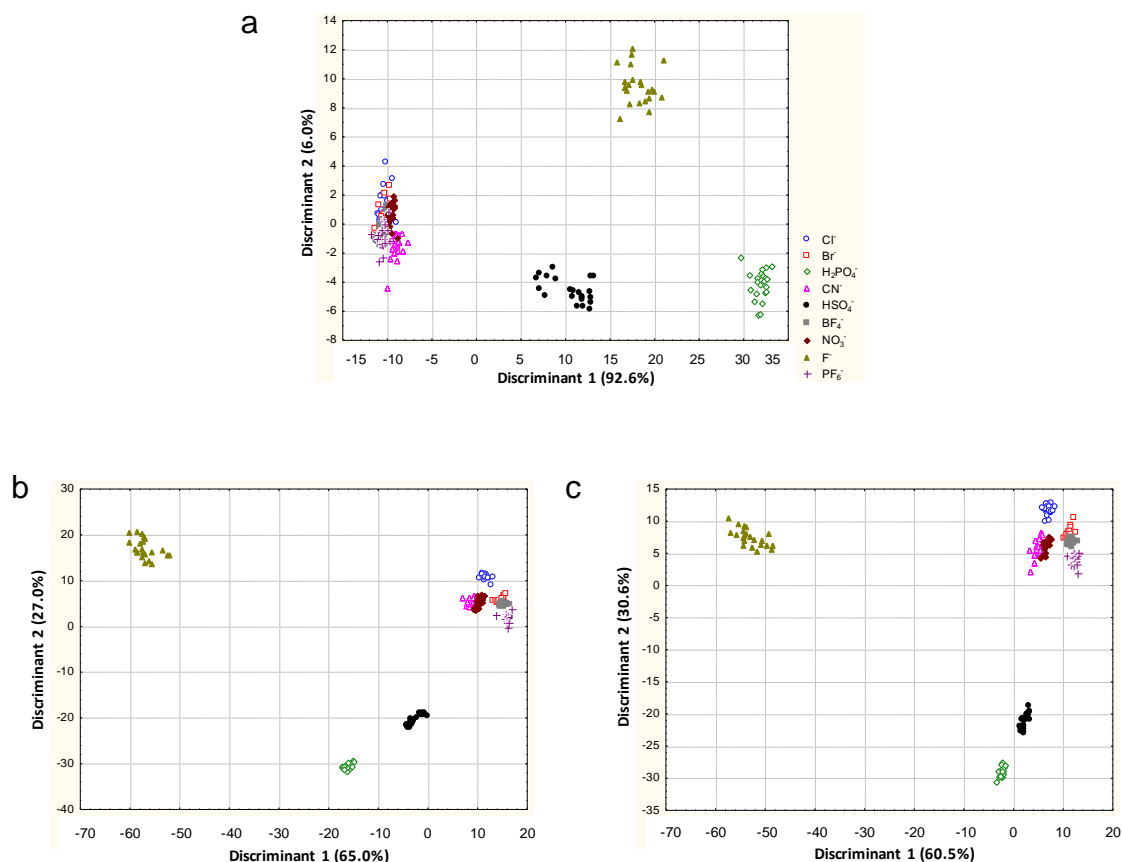 a
14
12
10
8
6
4
2
0
-2
-4
-6
-8
-15 -10 -5 0 5 10 15 20 25 30 35
Discriminant 2 (6.0%)
Discriminant 1 (92.6%)
Cl⁻
Br⁻
H₂PO₄⁻
CN⁻
HSO₄⁻
BF₄⁻
NO₃⁻
F⁻
PF₆⁻
b
30
20
10
0
-10
-20
-30
-40
-70 -60 -50 -40 -30 -20 -10 0 10 20
Discriminant 2 (27.0%)
Discriminant 1 (65.0%)
c
15
10
5
0
-5
-10
-15
-20
-25
-30
-35
-70 -60 -50 -40 -30 -20 -10 0 10 20
Discriminant 2 (30.6%)
Discriminant 1 (60.5%)